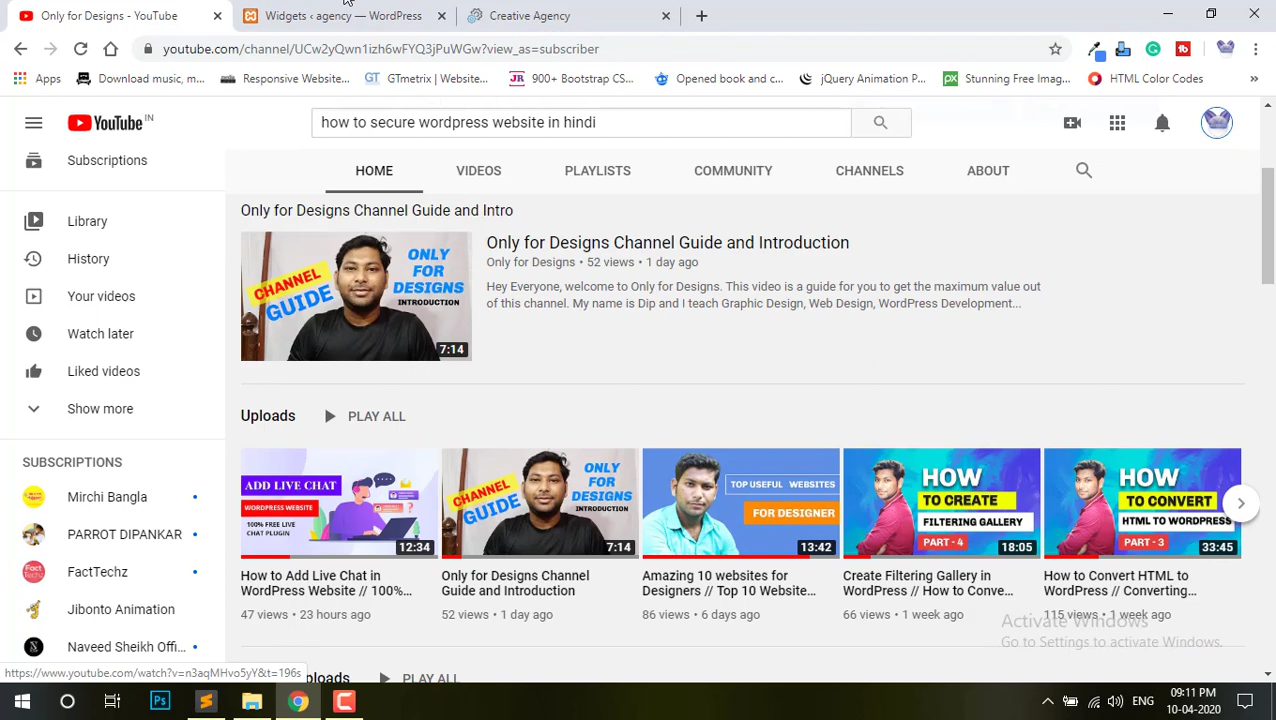 Only for Designs - YouTube
Widgets ‹ agency — WordPress
Creative Agency
youtube.com/channel/UCw2yQwn1izh6wFYQ3jPuWGw?view_as=subscriber
Apps
Download music, m...
Responsive Website...
GTmetrix | Website...
900+ Bootstrap CS...
Opened book and c...
jQuery Animation P...
Stunning Free Imag...
HTML Color Codes
YouTube IN
how to secure wordpress website in hindi
Subscriptions
HOME
VIDEOS
PLAYLISTS
COMMUNITY
CHANNELS
ABOUT
Library
History
Your videos
Watch later
Liked videos
Show more
SUBSCRIPTIONS
Mirchi Bangla
PARROT DIPANKAR
FactTechz
Jibonto Animation
Naveed Sheikh Offi...
Only for Designs Channel Guide and Intro
CHANNEL
GUIDE
ONLY
FOR
DESIGNS
INTRODUCTION
7:14
Only for Designs Channel Guide and Introduction
Only for Designs • 52 views • 1 day ago
Hey Everyone, welcome to Only for Designs. This video is a guide for you to get the maximum value out
of this channel. My name is Dip and I teach Graphic Design, Web Design, WordPress Development...
Uploads
PLAY ALL
ADD LIVE CHAT
WORDPRESS WEBSITE
100% FREE LIVE
CHAT PLUGIN
12:34
How to Add Live Chat in
WordPress Website // 100%...
47 views • 23 hours ago
CHANNEL
GUIDE
ONLY
FOR
DESIGNS
INTRODUCTION
7:14
Only for Designs Channel
Guide and Introduction
52 views • 1 day ago
TOP USEFUL WEBSITES
FOR DESIGNER
13:42
Amazing 10 websites for
Designers // Top 10 Website...
86 views • 6 days ago
HOW
TO CREATE
FILTERING GALLERY
PART - 4
18:05
Create Filtering Gallery in
WordPress // How to Conve...
66 views • 1 week ago
HOW
TO CONVERT
HTML TO WORDPRESS
PART - 3
33:45
How to Convert HTML to
WordPress // Converting...
115 views • 1 week ago
Activate Windows
Go to Settings to activate Windows.
https://www.youtube.com/watch?v=n3aqMHvo5yY&t=196s
ploads
PLAY ALL
ENG
09:11 PM
10-04-2020